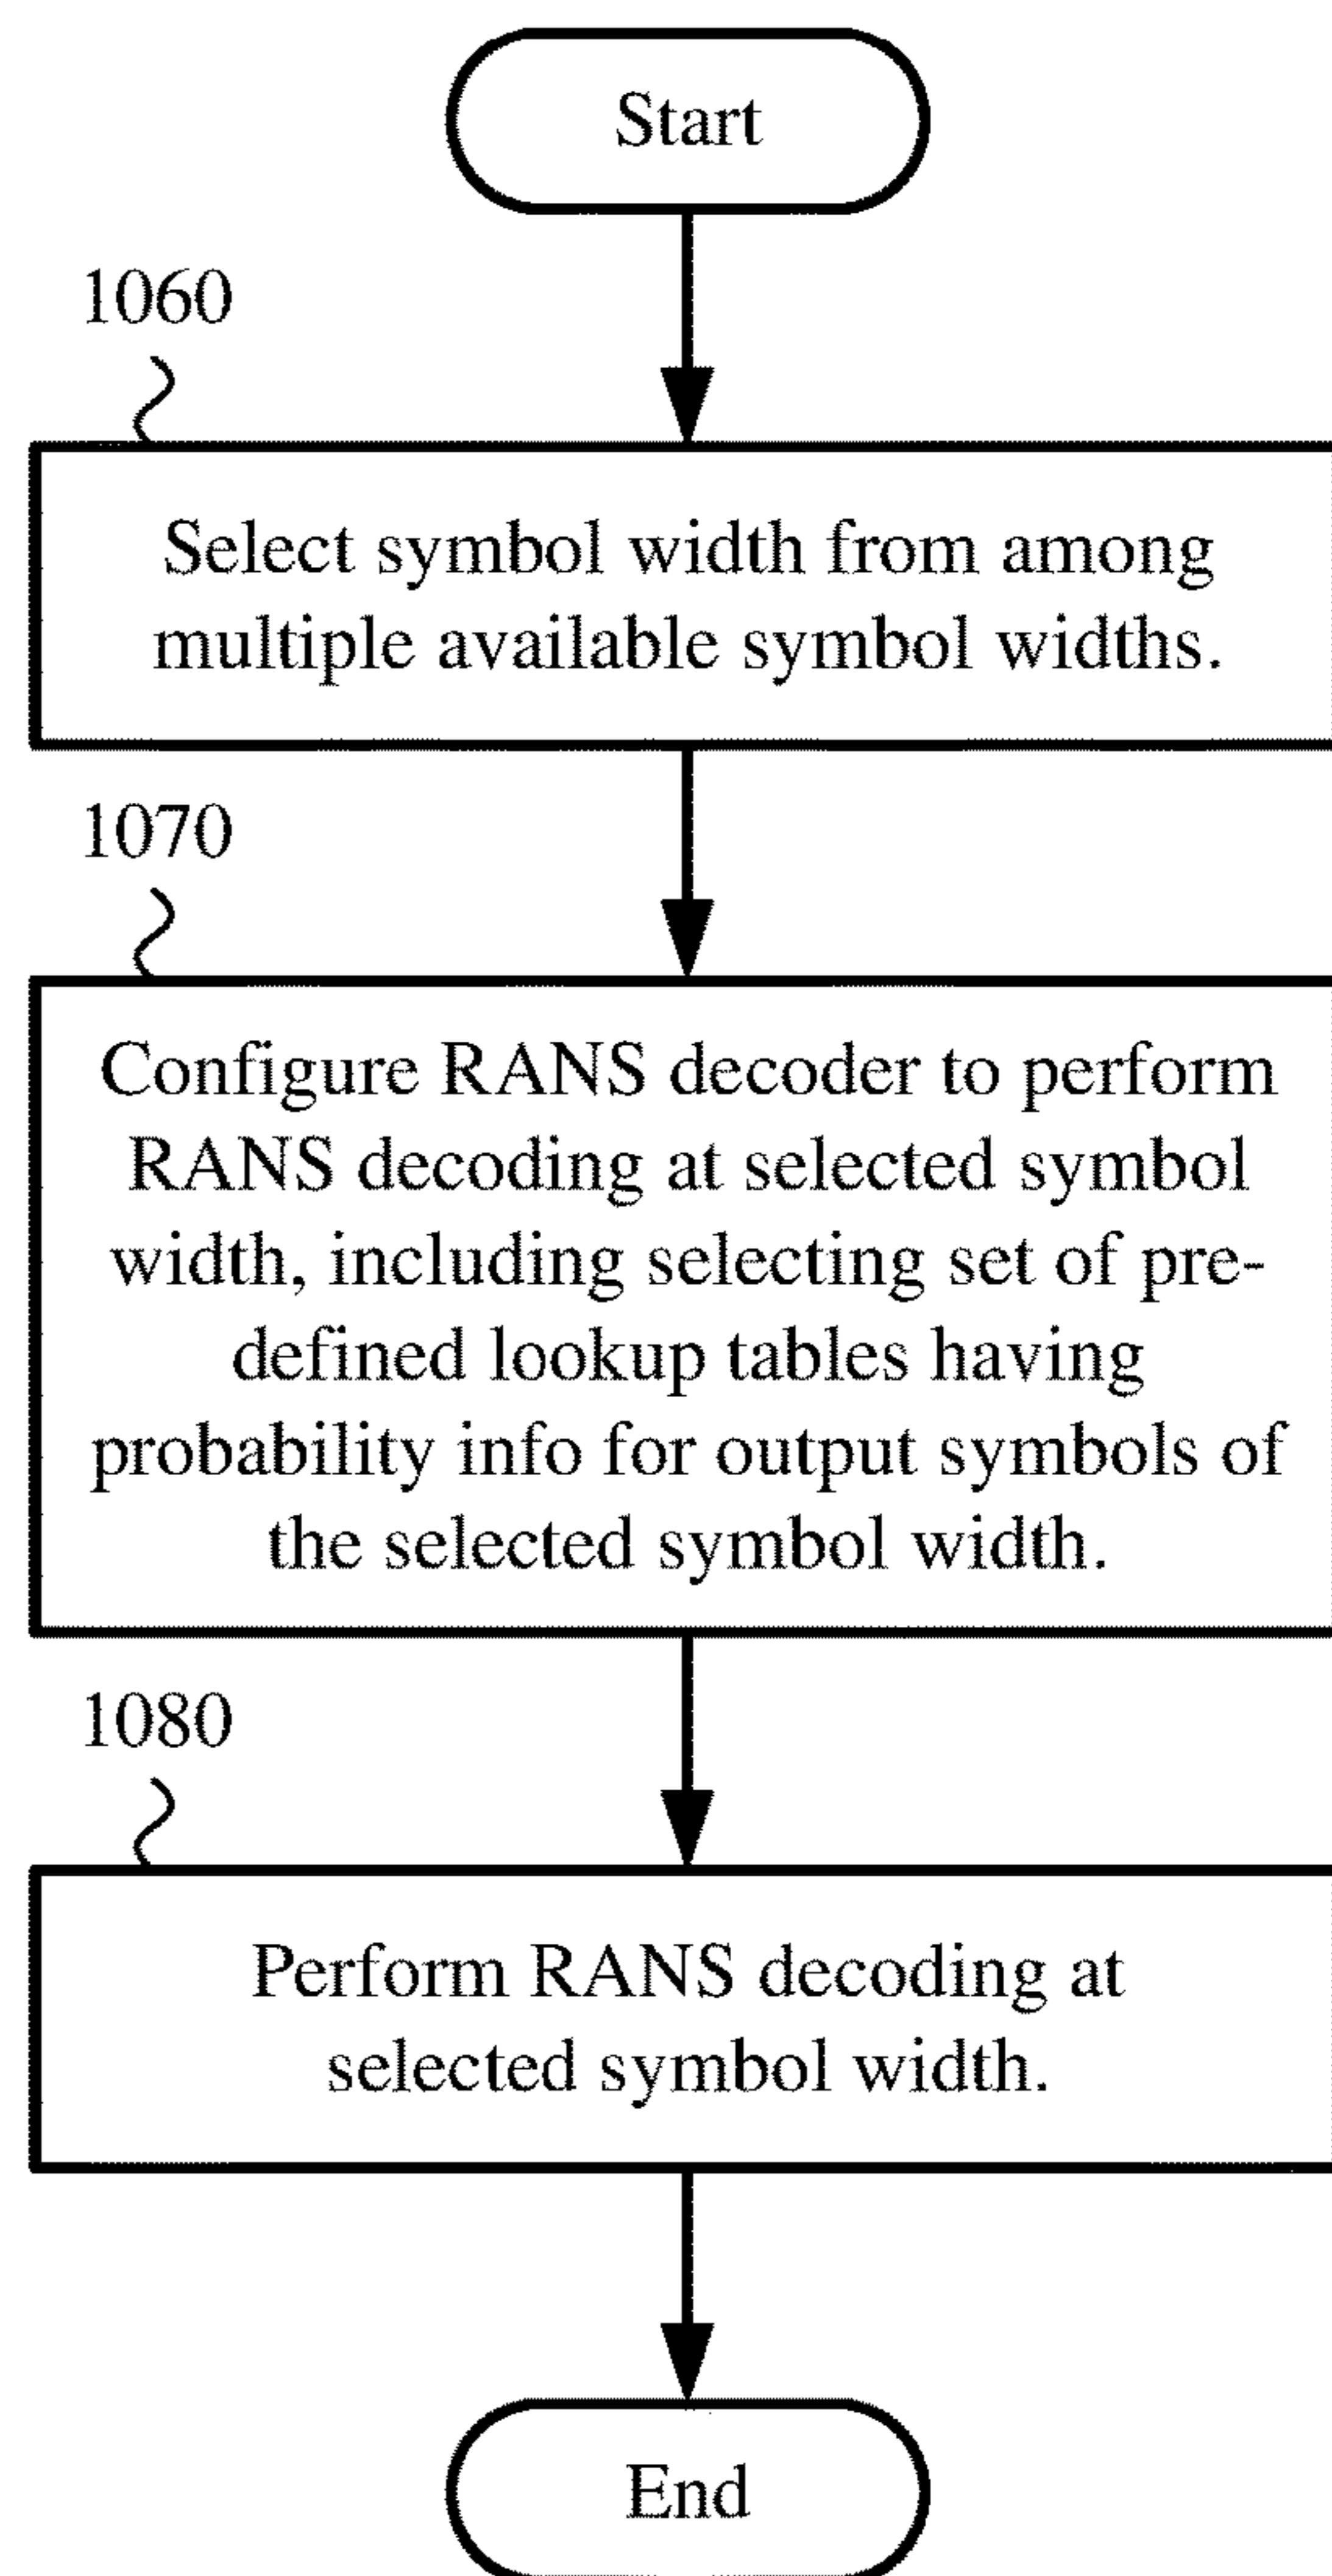 Start
1060
Select symbol width from among
multiple available symbol widths.
1070
Configure RANS decoder to perform
RANS decoding at selected symbol
width, including selecting set of pre-
defined lookup tables having
probability info for output symbols of
the selected symbol width.
1080
Perform RANS decoding at
selected symbol width.
End